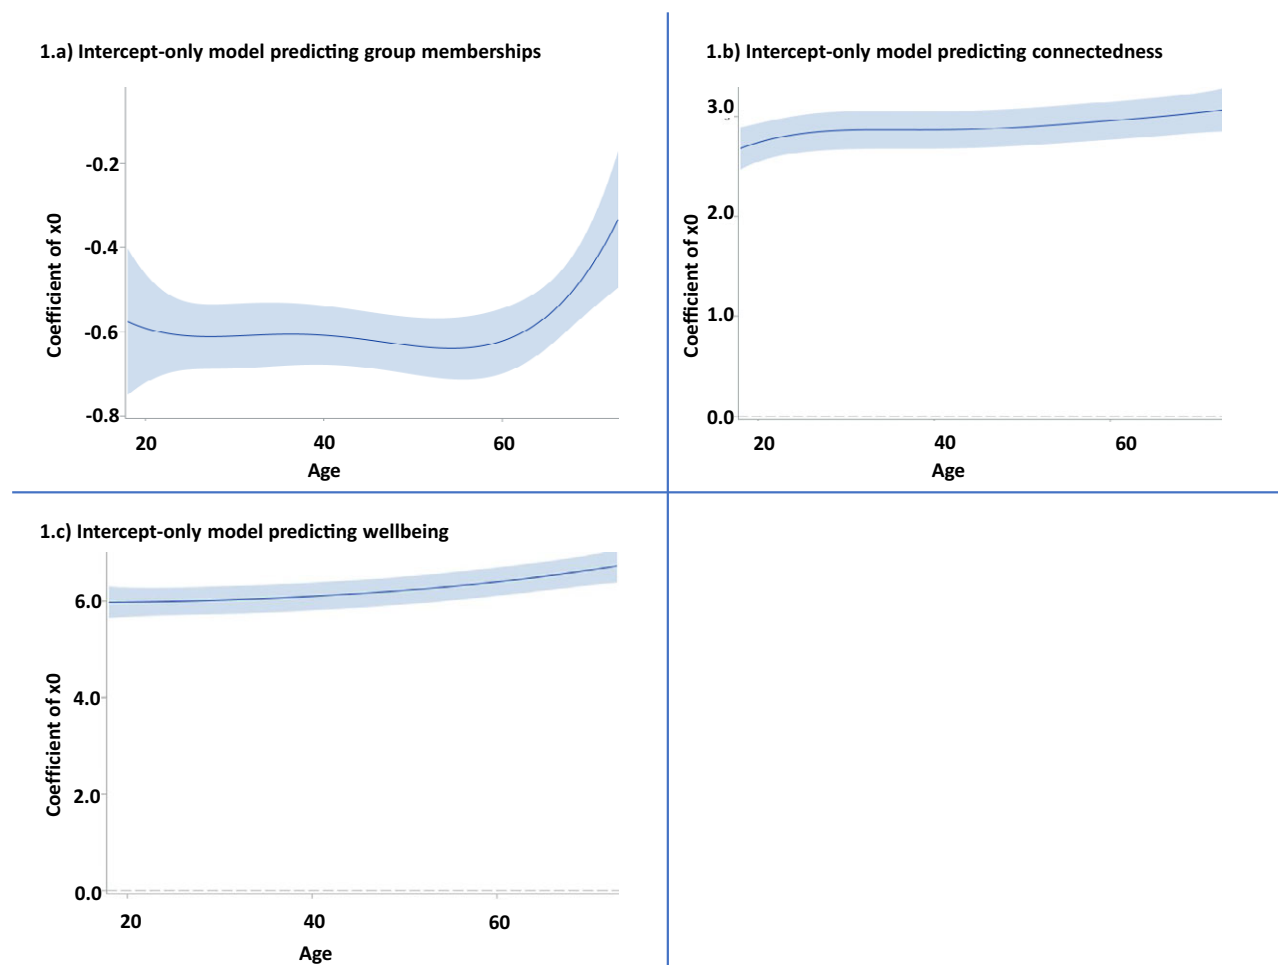 1.a) Intercept-only model predicting group memberships
-0.2
-0.4
-0.6
-0.8
Coefficient of x0
20 40 60
Age
1.b) Intercept-only model predicting connectedness
3.0
2.0
1.0
0.0
Coefficient of x0
20 40 60
Age
1.c) Intercept-only model predicting wellbeing
6.0
4.0
2.0
0.0
Coefficient of x0
20 40 60
Age